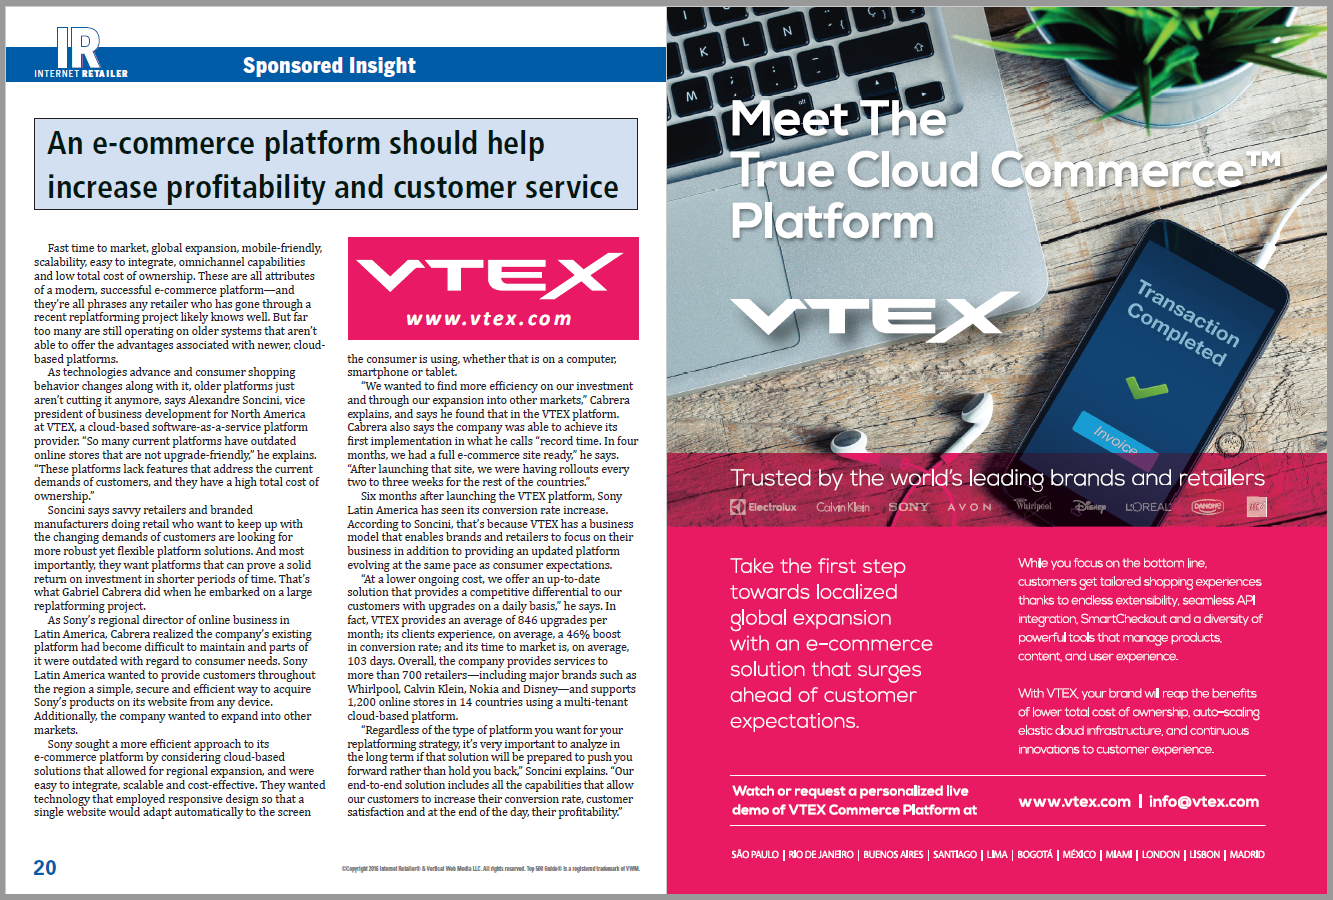 IR
INTERNET RETAILER
Sponsored Insight
An e-commerce platform should help
increase profitability and customer service
Fast time to market, global expansion, mobile-friendly,
scalability, easy to integrate, omnichannel capabilities
and low total cost of ownership. These are all attributes
of a modern, successful e-commerce platform—and
they're all phrases any retailer who has gone through a
recent replatforming project likely knows well. But far
too many are still operating on older systems that aren't
able to offer the advantages associated with newer, cloud-
based platforms.
As technologies advance and consumer shopping
behavior changes along with it, older platforms just
aren't cutting it anymore, says Alexandre Soncini, vice
president of business development for North America
at VTEX, a cloud-based software-as-a-service platform
provider. “So many current platforms have outdated
online stores that are not upgrade-friendly,” he explains.
“These platforms lack features that address the current
demands of customers, and they have a high total cost of
ownership.”
Soncini says savvy retailers and branded
manufacturers doing retail who want to keep up with
the changing demands of customers are looking for
more robust yet flexible platform solutions. And most
importantly, they want platforms that can prove a solid
return on investment in shorter periods of time. That's
what Gabriel Cabrera did when he embarked on a large
replatforming project.
As Sony's regional director of online business in
Latin America, Cabrera realized the company's existing
platform had become difficult to maintain and parts of
it were outdated with regard to consumer needs. Sony
Latin America wanted to provide customers throughout
the region a simple, secure and efficient way to acquire
Sony's products on its website from any device.
Additionally, the company wanted to expand into other
markets.
Sony sought a more efficient approach to its
e-commerce platform by considering cloud-based
solutions that allowed for regional expansion, and were
easy to integrate, scalable and cost-effective. They wanted
technology that employed responsive design so that a
single website would adapt automatically to the screen
VTEX
www.vtex.com
the consumer is using, whether that is on a computer,
smartphone or tablet.
“We wanted to find more efficiency on our investment
and through our expansion into other markets,” Cabrera
explains, and says he found that in the VTEX platform.
Cabrera also says the company was able to achieve its
first implementation in what he calls “record time. In four
months, we had a full e-commerce site ready,” he says.
“After launching that site, we were having rollouts every
two to three weeks for the rest of the countries.”
Six months after launching the VTEX platform, Sony
Latin America has seen its conversion rate increase.
According to Soncini, that's because VTEX has a business
model that enables brands and retailers to focus on their
business in addition to providing an updated platform
evolving at the same pace as consumer expectations.
“At a lower ongoing cost, we offer an up-to-date
solution that provides a competitive differential to our
customers with upgrades on a daily basis,” he says. In
fact, VTEX provides an average of 846 upgrades per
month; its clients experience, on average, a 46% boost
in conversion rate; and its time to market is, on average,
103 days. Overall, the company provides services to
more than 700 retailers—including major brands such as
Whirlpool, Calvin Klein, Nokia and Disney—and supports
1,200 online stores in 14 countries using a multi-tenant
cloud-based platform.
“Regardless of the type of platform you want for your
replatforming strategy, it's very important to analyze in
the long term if that solution will be prepared to push you
forward rather than hold you back,” Soncini explains. “Our
end-to-end solution includes all the capabilities that allow
our customers to increase their conversion rate, customer
satisfaction and at the end of the day, their profitability.”
20
©Copyright 2016 Internet Retailer® & Vertical Web Media LLC. All rights reserved. Top 500 Guide® is a registered trademark of VWM.
K L N Ç
M
alt
Meet The
True Cloud Commerce™
Platform
VTEX
Transaction
Completed
Invoice
Trusted by the world's leading brands and retailers
Electrolux Calvin Klein SONY AVON Whirlpool Disney L'ORÉAL DANONE LEGO
Take the first step
towards localized
global expansion
with an e-commerce
solution that surges
ahead of customer
expectations.
While you focus on the bottom line,
customers get tailored shopping experiences
thanks to endless extensibility, seamless API
integration, SmartCheckout and a diversity of
powerful tools that manage products,
content, and user experience.
With VTEX, your brand will reap the benefits
of lower total cost of ownership, auto-scaling
elastic cloud infrastructure, and continuous
innovations to customer experience.
Watch or request a personalized live
demo of VTEX Commerce Platform at
www.vtex.com | info@vtex.com
SÃO PAULO | RIO DE JANEIRO | BUENOS AIRES | SANTIAGO | LIMA | BOGOTÁ | MÉXICO | MIAMI | LONDON | LISBON | MADRID